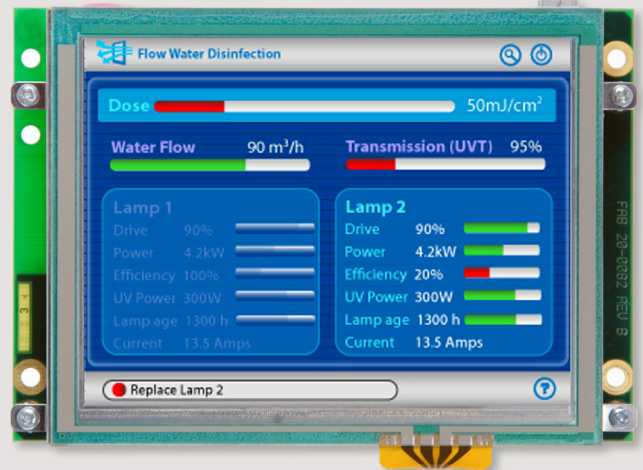 Flow Water Disinfection
Dose 50mJ/cm²
Water Flow 90 m³/h
Transmission (UVT) 95%
Lamp 1
Drive 90%
Power 4.2kW
Efficiency 100%
UV Power 300W
Lamp age 1300 h
Current 13.5 Amps
Lamp 2
Drive 90%
Power 4.2kW
Efficiency 20%
UV Power 300W
Lamp age 1300 h
Current 13.5 Amps
Replace Lamp 2
?
FAB 20-0082 REV B
3